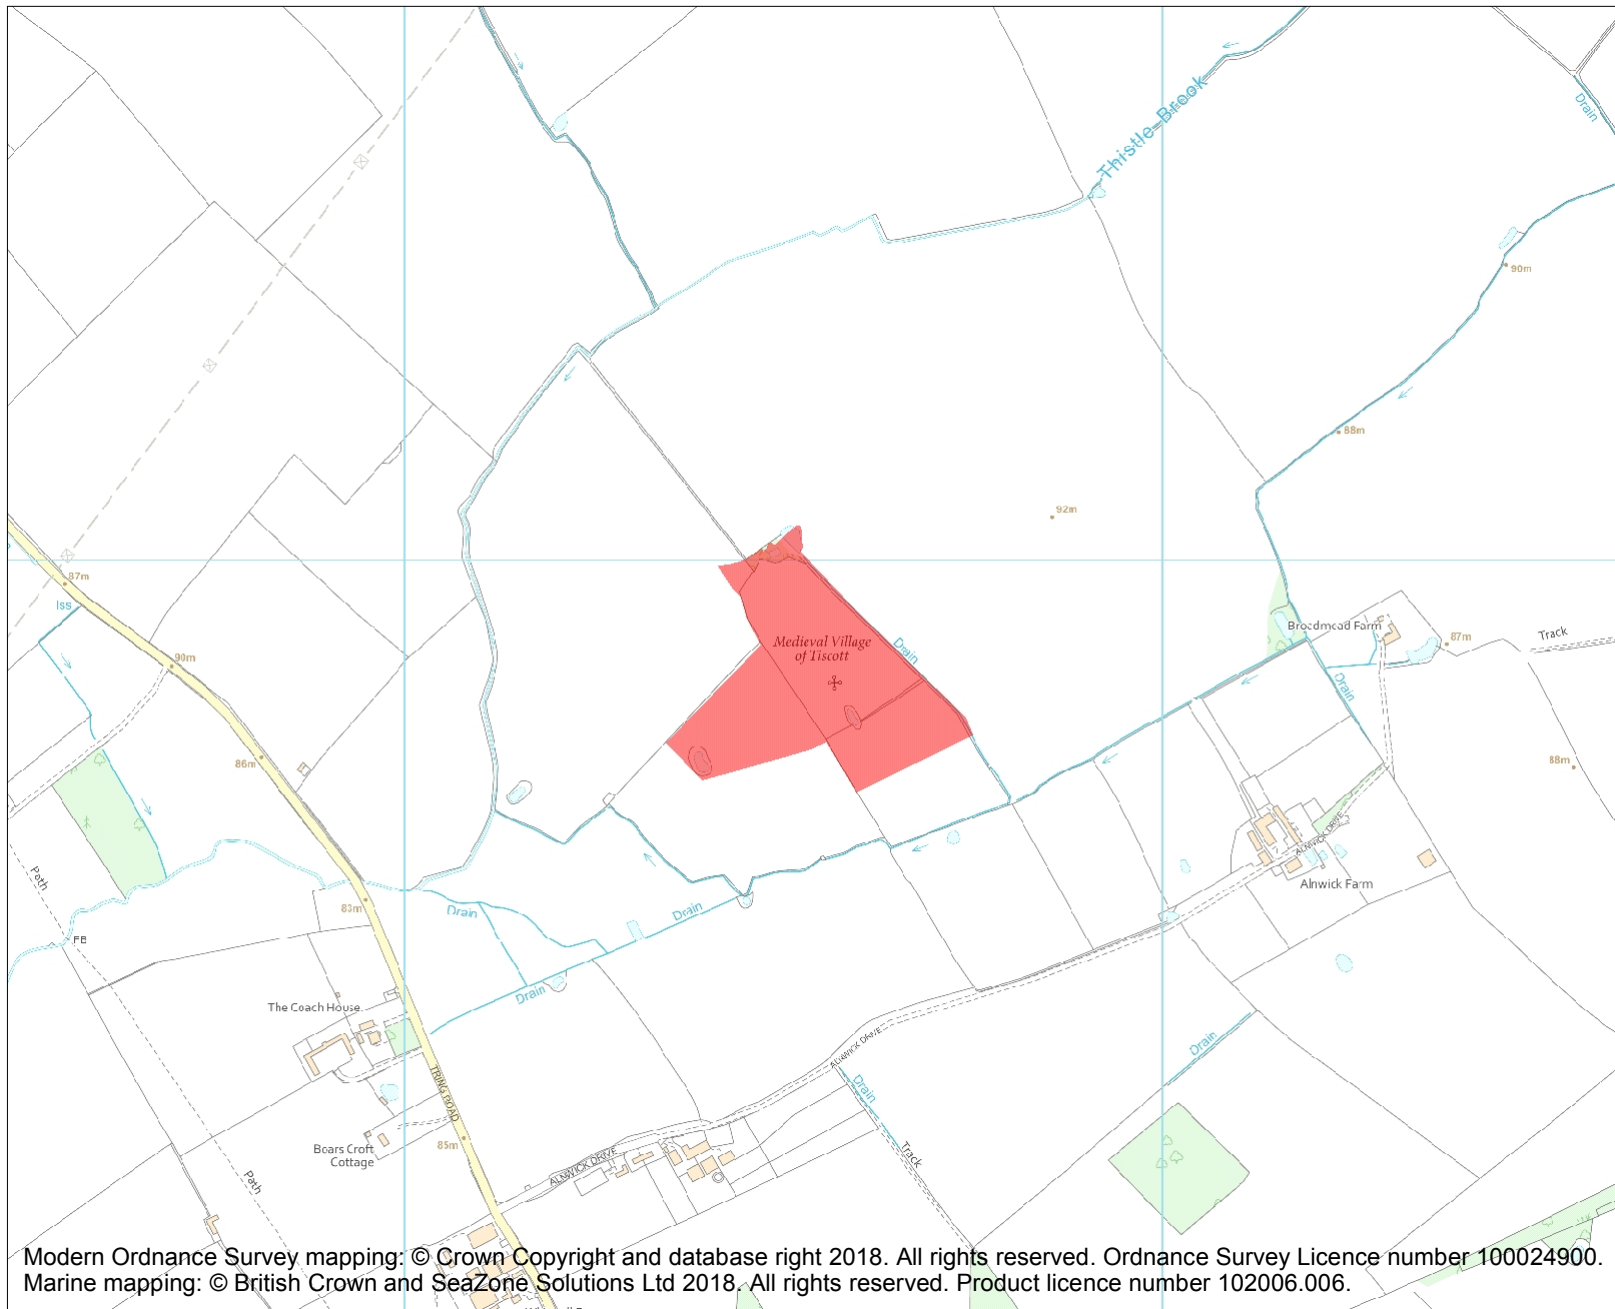 Thistle Brook
Drain
90m
88m
92m
87m
Iss
90m
Medieval Village
of Tiscott
Drain
Broadmead Farm
87m
Track
Drain
86m
88m
ALNWICK DRIVE
Alnwick Farm
Path
83m
Drain
Drain
FB
The Coach House
Drain
ALNWICK DRIVE
Drain
TRING ROAD
Drain
Track
85m
Boars Croft
Cottage
Path
ALNWICK DRIVE
Modern Ordnance Survey mapping: © Crown Copyright and database right 2018. All rights reserved. Ordnance Survey Licence number 100024900.
Marine mapping: © British Crown and SeaZone Solutions Ltd 2018. All rights reserved. Product licence number 102006.006.